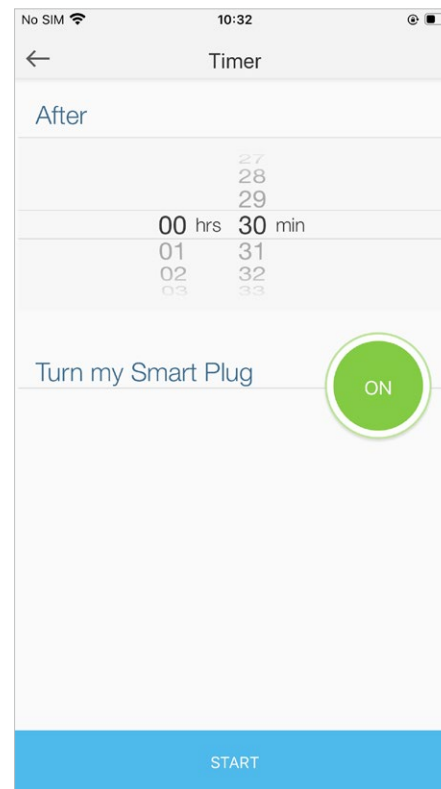 No SIM 10:32
Timer
After
27
28
29
00 hrs 30 min
01 31
02 32
03 33
Turn my Smart Plug
ON
START